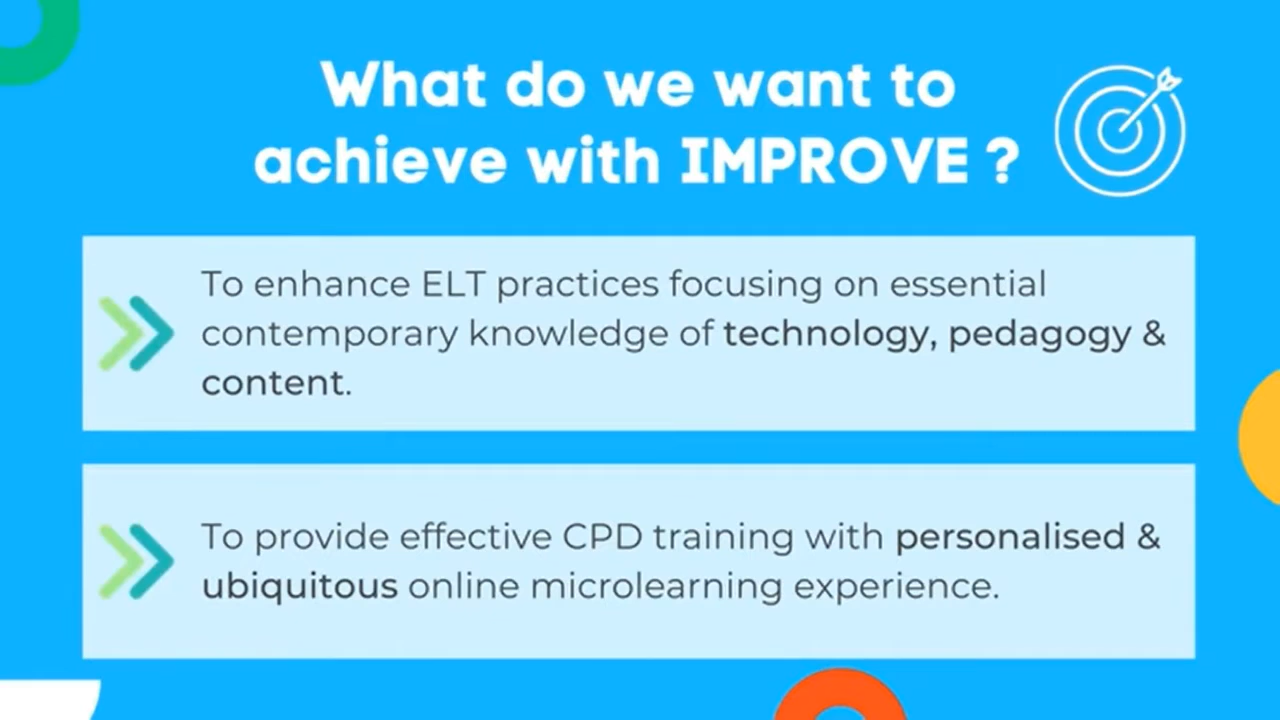 What do we want to
achieve with IMPROVE ?
To enhance ELT practices focusing on essential
contemporary knowledge of technology, pedagogy &
content.
To provide effective CPD training with personalised &
ubiquitous online microlearning experience.